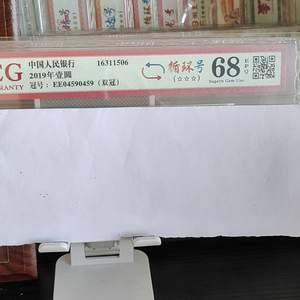 CG
RANTY
中国人民银行 16311506
2019年壹圆
冠号：EE04590459（双冠）
循环号
(☆☆☆)
68
EPQ
Superb Gem Unc